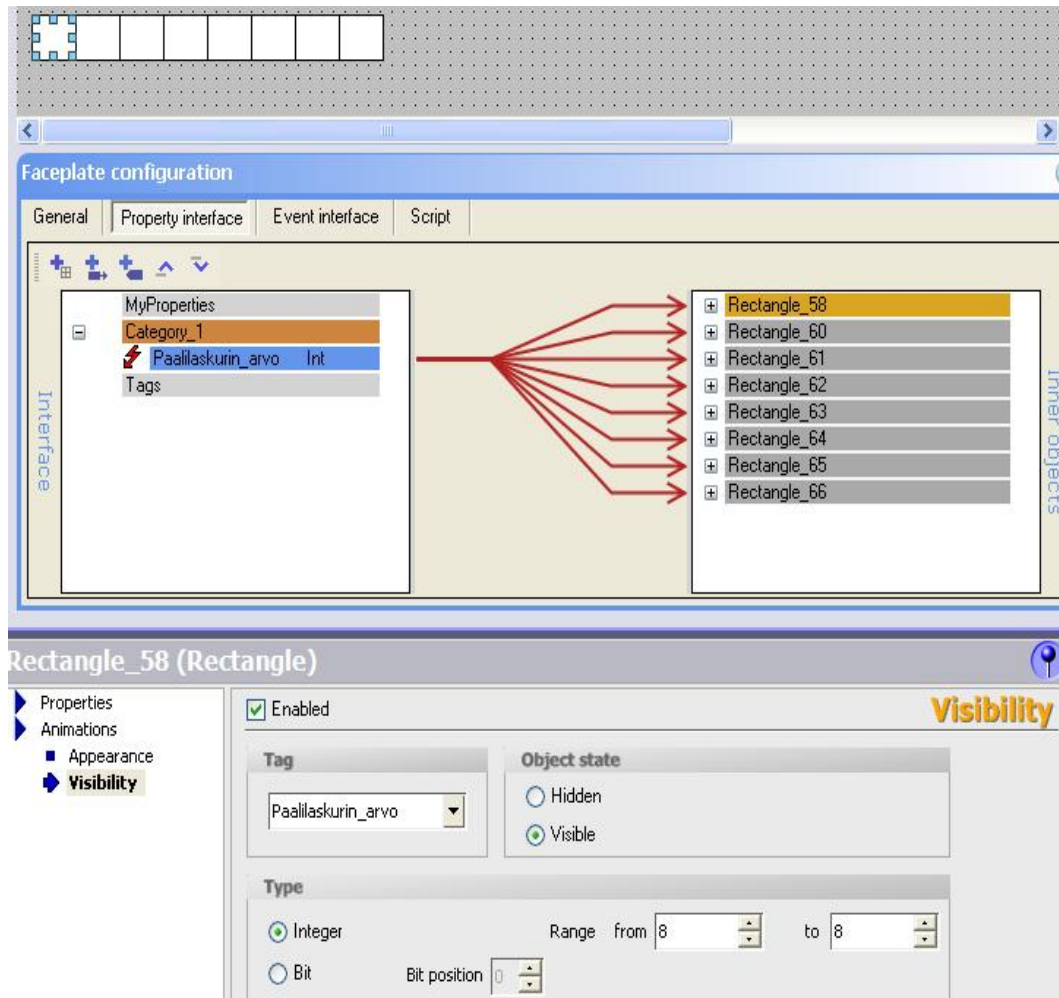 Faceplate configuration
General Property interface Event interface Script
MyProperties
Category_1
Paalilaskurin_arvo Int
Tags
Interface
Rectangle_58
Rectangle_60
Rectangle_61
Rectangle_62
Rectangle_63
Rectangle_64
Rectangle_65
Rectangle_66
Inner objects
Rectangle_58 (Rectangle)
Properties
Animations
Appearance
Visibility
Enabled
Visibility
Tag
Paalilaskurin_arvo
Object state
Hidden
Visible
Type
Integer Range from 8 to 8
Bit Bit position 0